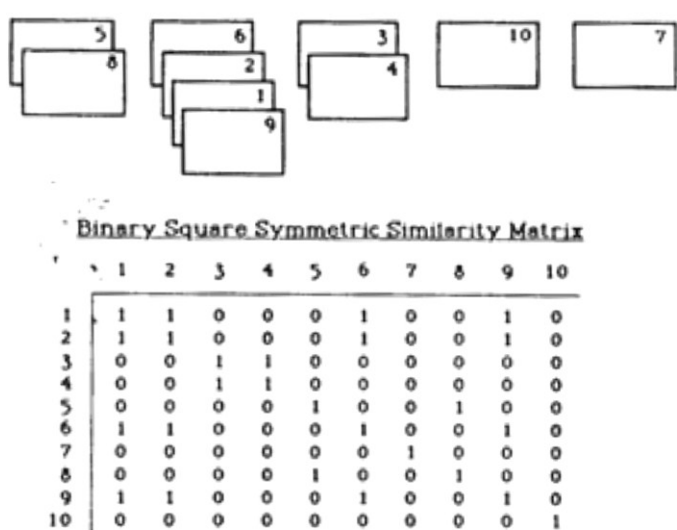 5 6 3 10 7
8 2 4
1
9
Binary Square Symmetric Similarity Matrix
1 2 3 4 5 6 7 8 9 10
1 1 1 0 0 0 1 0 0 1 0
2 1 1 0 0 0 1 0 0 1 0
3 0 0 1 1 0 0 0 0 0 0
4 0 0 1 1 0 0 0 0 0 0
5 0 0 0 0 1 0 0 1 0 0
6 1 1 0 0 0 1 0 0 1 0
7 0 0 0 0 0 0 1 0 0 0
8 0 0 0 0 1 0 0 1 0 0
9 1 1 0 0 0 1 0 0 1 0
10 0 0 0 0 0 0 0 0 0 1